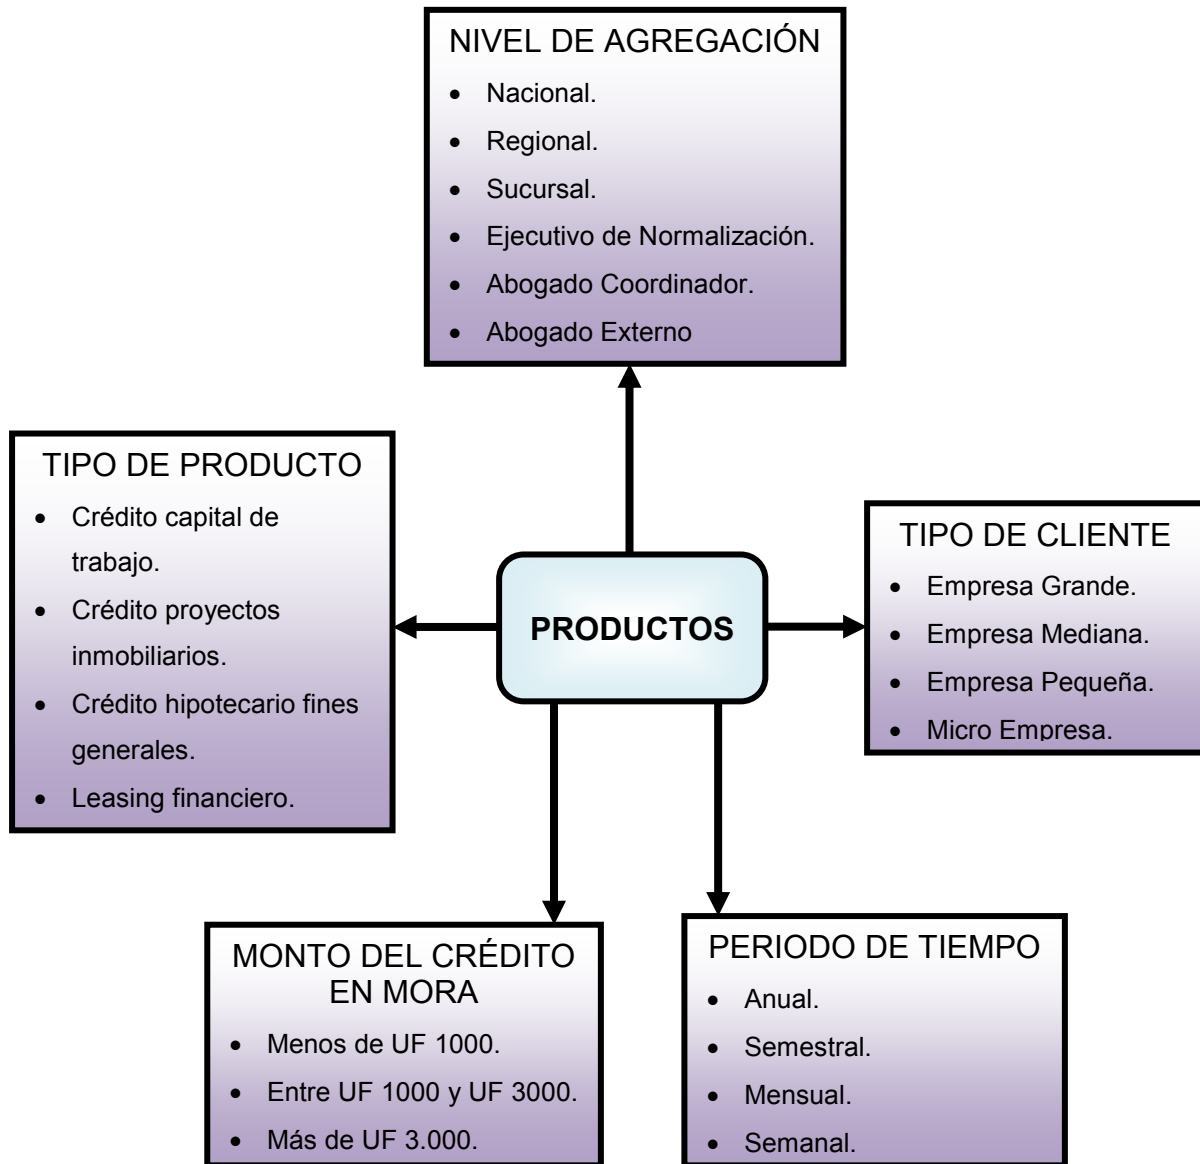 NIVEL DE AGREGACIÓN
• Nacional.
• Regional.
• Sucursal.
• Ejecutivo de Normalización.
• Abogado Coordinador.
• Abogado Externo
TIPO DE PRODUCTO
• Crédito capital de
trabajo.
• Crédito proyectos
inmobiliarios.
• Crédito hipotecario fines
generales.
• Leasing financiero.
PRODUCTOS
TIPO DE CLIENTE
• Empresa Grande.
• Empresa Mediana.
• Empresa Pequeña.
• Micro Empresa.
MONTO DEL CRÉDITO
EN MORA
• Menos de UF 1000.
• Entre UF 1000 y UF 3000.
• Más de UF 3.000.
PERIODO DE TIEMPO
• Anual.
• Semestral.
• Mensual.
• Semanal.